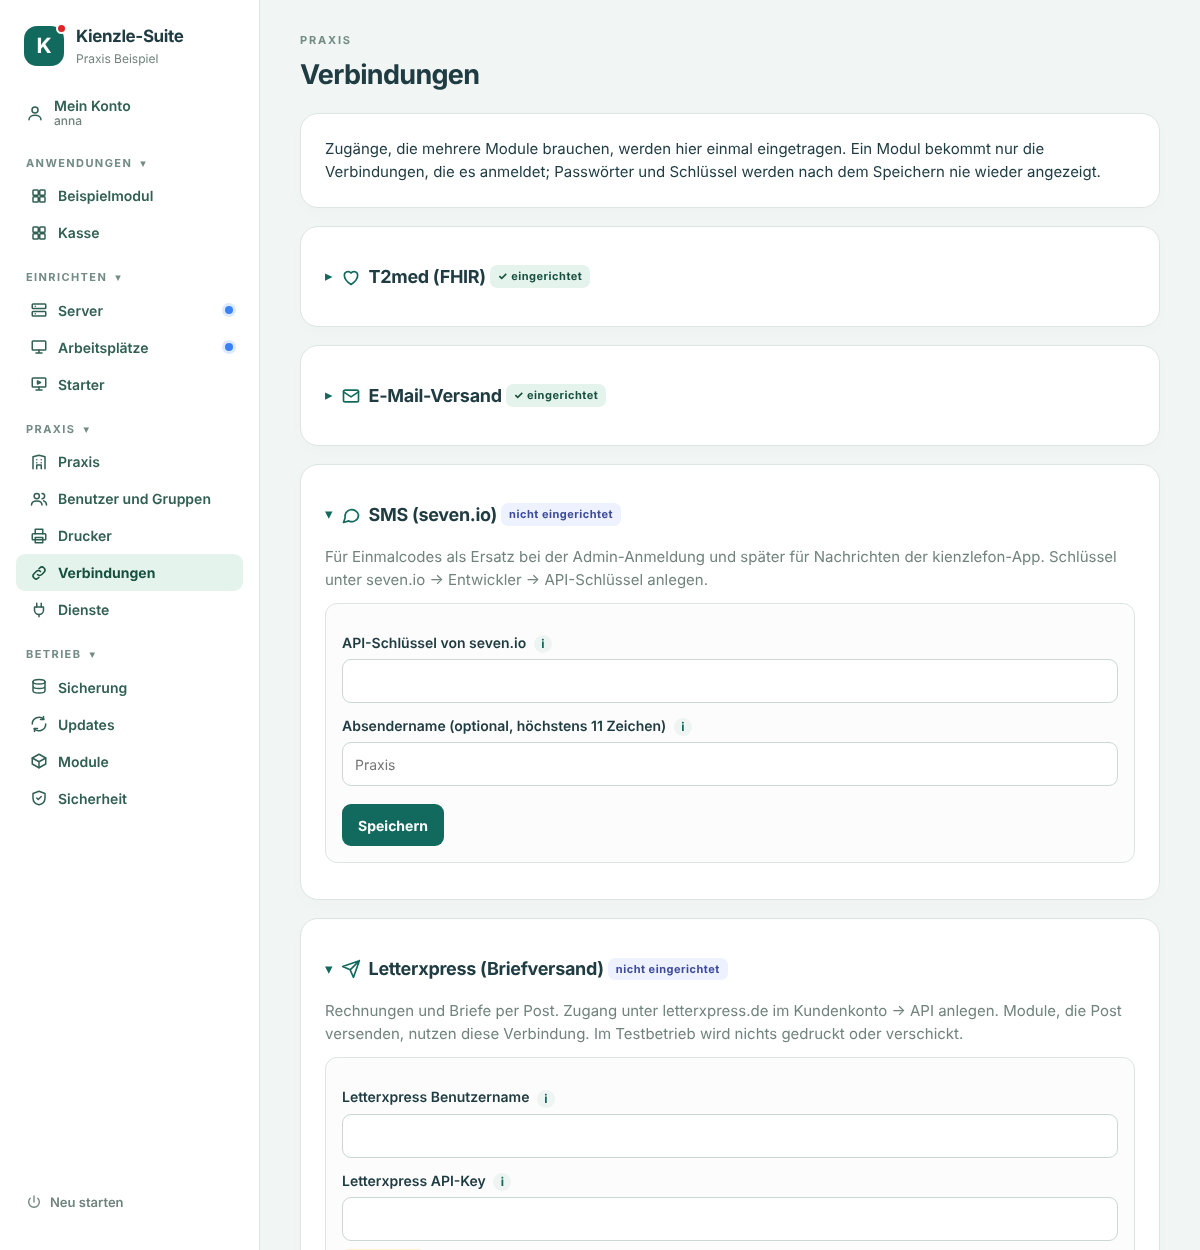 K
Kienzle-Suite
Praxis Beispiel
Mein Konto
anna
ANWENDUNGEN ▾
Beispielmodul
Kasse
EINRICHTEN ▾
Server
Arbeitsplätze
Starter
PRAXIS ▾
Praxis
Benutzer und Gruppen
Drucker
Verbindungen
Dienste
BETRIEB ▾
Sicherung
Updates
Module
Sicherheit
Neu starten
PRAXIS
Verbindungen
Zugänge, die mehrere Module brauchen, werden hier einmal eingetragen. Ein Modul bekommt nur die
Verbindungen, die es anmeldet; Passwörter und Schlüssel werden nach dem Speichern nie wieder angezeigt.
▸ T2med (FHIR) ✓ eingerichtet
▸ E-Mail-Versand ✓ eingerichtet
▾ SMS (seven.io) nicht eingerichtet
Für Einmalcodes als Ersatz bei der Admin-Anmeldung und später für Nachrichten der kienzlefon-App. Schlüssel
unter seven.io → Entwickler → API-Schlüssel anlegen.
API-Schlüssel von seven.io i
Absendername (optional, höchstens 11 Zeichen) i
Praxis
Speichern
▾ Letterxpress (Briefversand) nicht eingerichtet
Rechnungen und Briefe per Post. Zugang unter letterxpress.de im Kundenkonto → API anlegen. Module, die Post
versenden, nutzen diese Verbindung. Im Testbetrieb wird nichts gedruckt oder verschickt.
Letterxpress Benutzername i
Letterxpress API-Key i